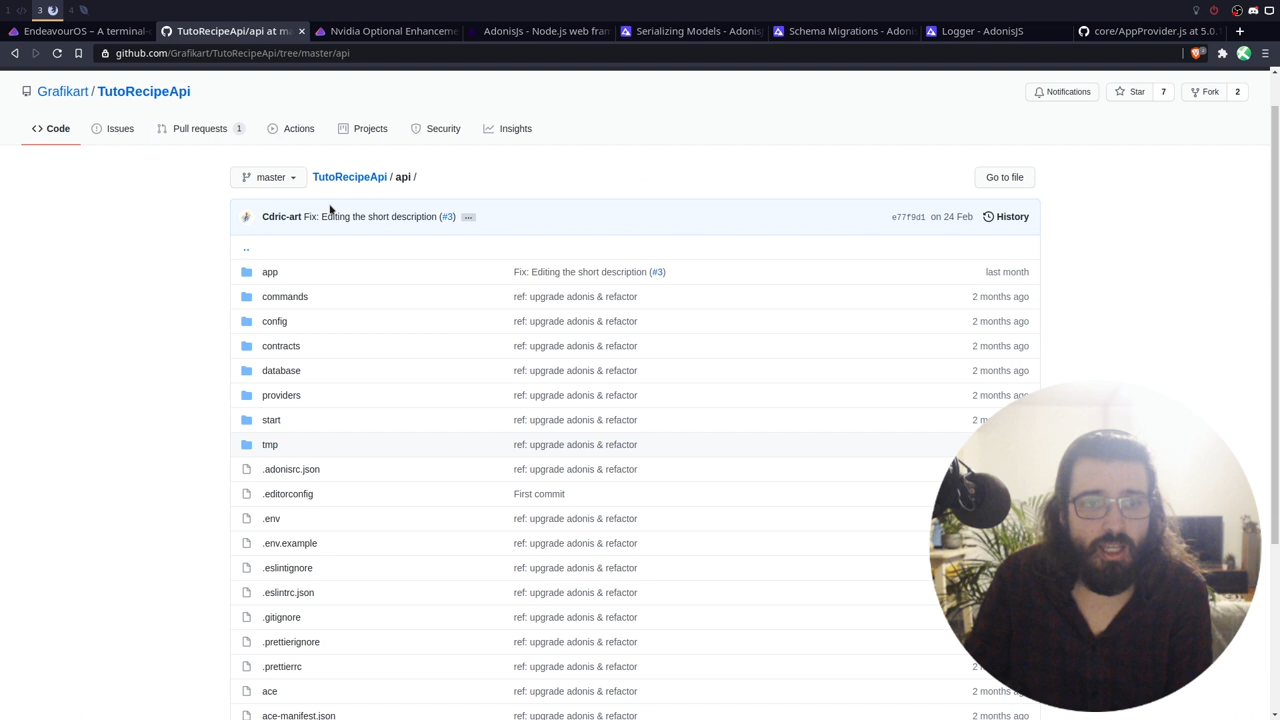 1 </> 3 4
EndeavourOS – A terminal-c
TutoRecipeApi/api at ma
Nvidia Optional Enhanceme
AdonisJs - Node.js web fram
Serializing Models - Adonis
Schema Migrations - Adoni
Logger - AdonisJS
core/AppProvider.js at 5.0.
github.com/Grafikart/TutoRecipeApi/tree/master/api
Grafikart / TutoRecipeApi
Notifications
Star 7
Fork 2
Code
Issues
Pull requests 1
Actions
Projects
Security
Insights
master
TutoRecipeApi / api /
Go to file
Cdric-art Fix: Editing the short description (#3) ...
e77f9d1 on 24 Feb
History
..
app Fix: Editing the short description (#3) last month
commands ref: upgrade adonis & refactor 2 months ago
config ref: upgrade adonis & refactor 2 months ago
contracts ref: upgrade adonis & refactor 2 months ago
database ref: upgrade adonis & refactor 2 months ago
providers ref: upgrade adonis & refactor 2 months ago
start ref: upgrade adonis & refactor 2
tmp ref: upgrade adonis & refactor
.adonisrc.json ref: upgrade adonis & refactor
.editorconfig First commit
.env ref: upgrade adonis & refactor
.env.example ref: upgrade adonis & refactor
.eslintignore ref: upgrade adonis & refactor
.eslintrc.json ref: upgrade adonis & refactor
.gitignore ref: upgrade adonis & refactor
.prettierignore ref: upgrade adonis & refactor
.prettierrc ref: upgrade adonis & refactor 2
ace ref: upgrade adonis & refactor 2 months ago
ace-manifest.json ref: upgrade adonis & refactor 2 months ago